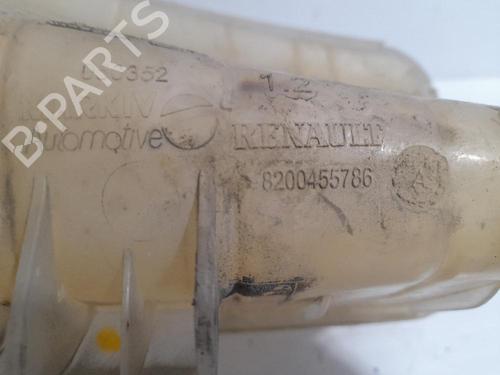 352
1.2
Automotive
RENAULT
8200455786
A
B-PARTS